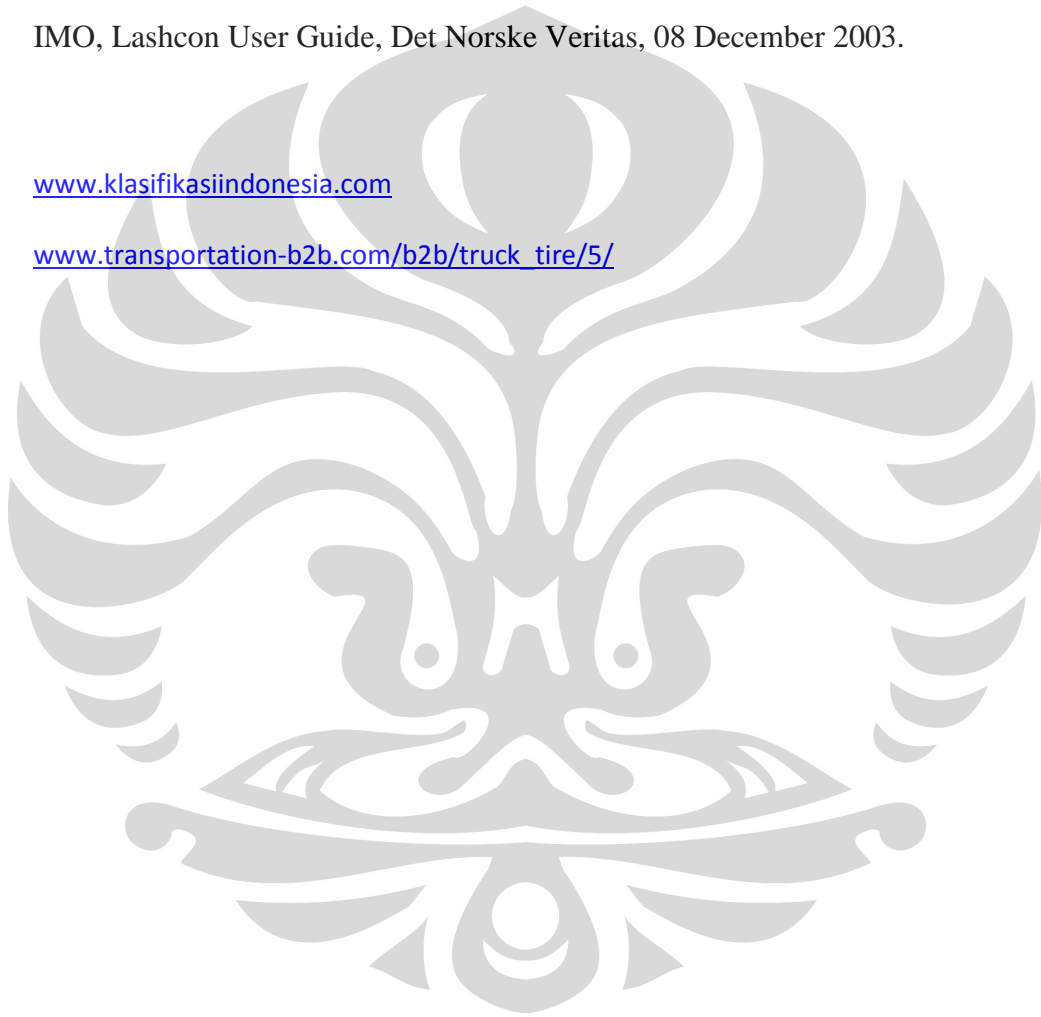 IMO, Lashcon User Guide, Det Norske Veritas, 08 December 2003.
www.klasifikasiindonesia.com
www.transportation-b2b.com/b2b/truck_tire/5/